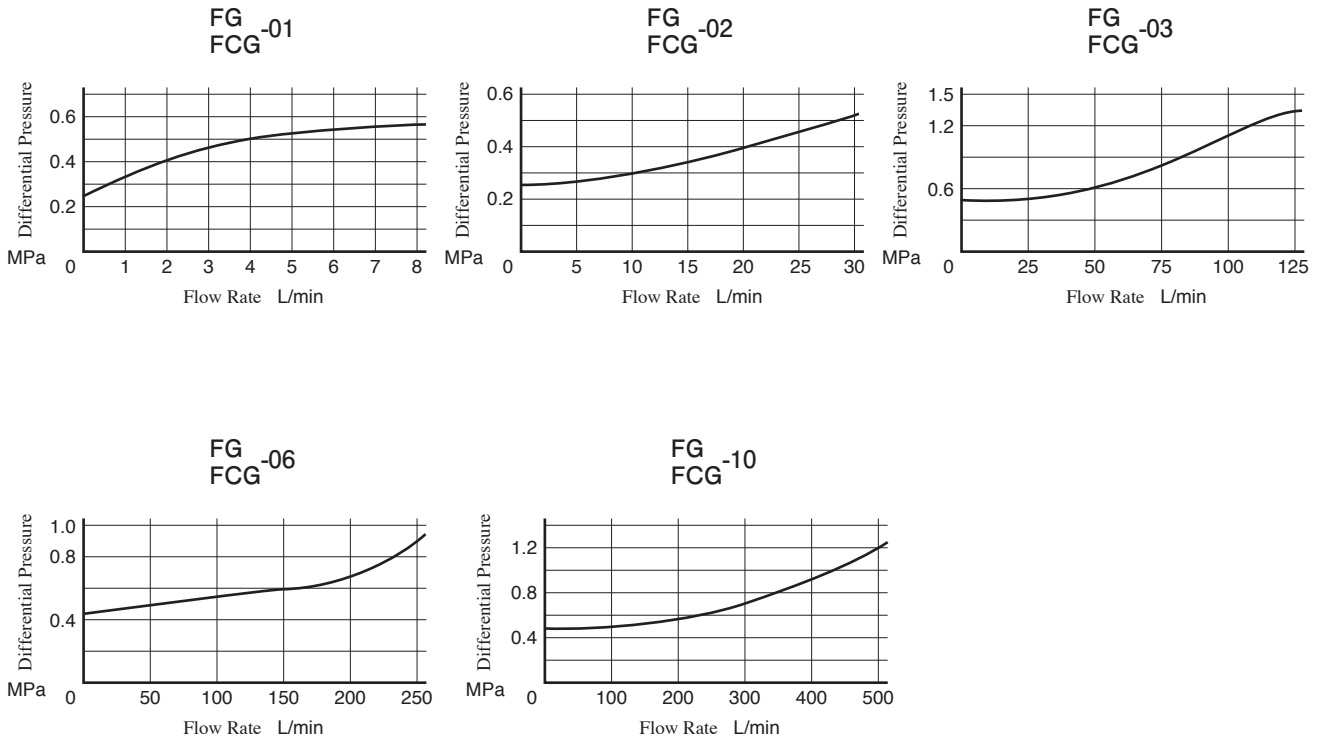 FG
FCG -01
Differential Pressure
0.6
0.4
0.2
MPa
0 1 2 3 4 5 6 7 8
Flow Rate L/min
FG
FCG -02
Differential Pressure
0.6
0.4
0.2
MPa
0 5 10 15 20 25 30
Flow Rate L/min
FG
FCG -03
Differential Pressure
1.5
1.2
0.6
MPa
0 25 50 75 100 125
Flow Rate L/min
FG
FCG -06
Differential Pressure
1.0
0.8
0.4
MPa
0 50 100 150 200 250
Flow Rate L/min
FG
FCG -10
Differential Pressure
1.2
0.8
0.4
MPa
0 100 200 300 400 500
Flow Rate L/min